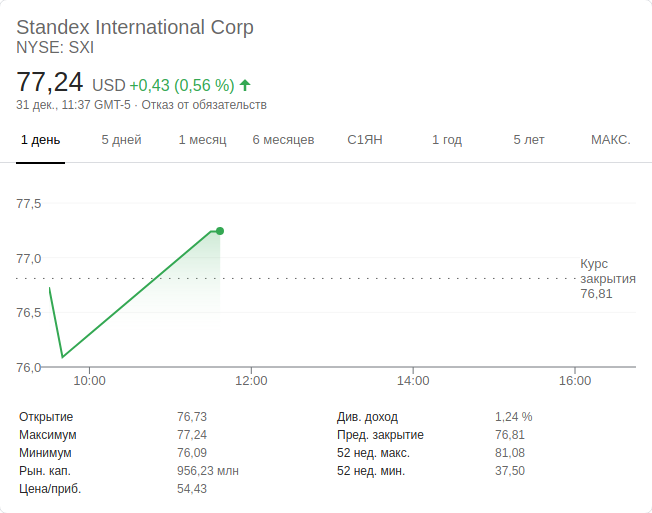 Standex International Corp
NYSE: SXI
77,24 USD +0,43 (0,56 %)
31 дек., 11:37 GMT-5 · Отказ от обязательств
1 день 5 дней 1 месяц 6 месяцев С1ЯН 1 год 5 лет МАКС.
77,5
77,0
76,5
76,0
Курс
закрытия
76,81
10:00 12:00 14:00 16:00
Открытие 76,73
Максимум 77,24
Минимум 76,09
Рын. кап. 956,23 млн
Цена/приб. 54,43
Див. доход 1,24 %
Пред. закрытие 76,81
52 нед. макс. 81,08
52 нед. мин. 37,50